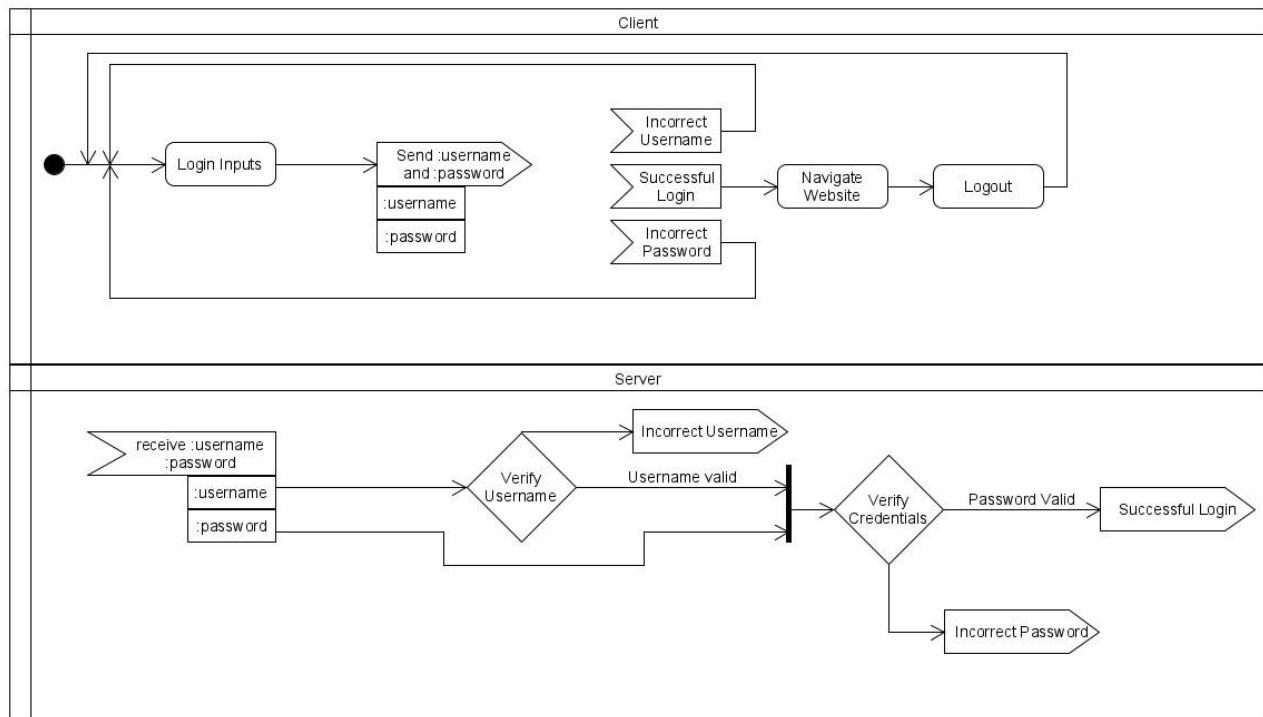 Client
Incorrect
Username
Login Inputs
Send :username
and :password
:username
:password
Successful
Login
Navigate
Website
Logout
Incorrect
Password
Server
receive :username
:password
:username
:password
Verify
Username
Incorrect Username
Username valid
Verify
Credentials
Password Valid
Successful Login
Incorrect Password